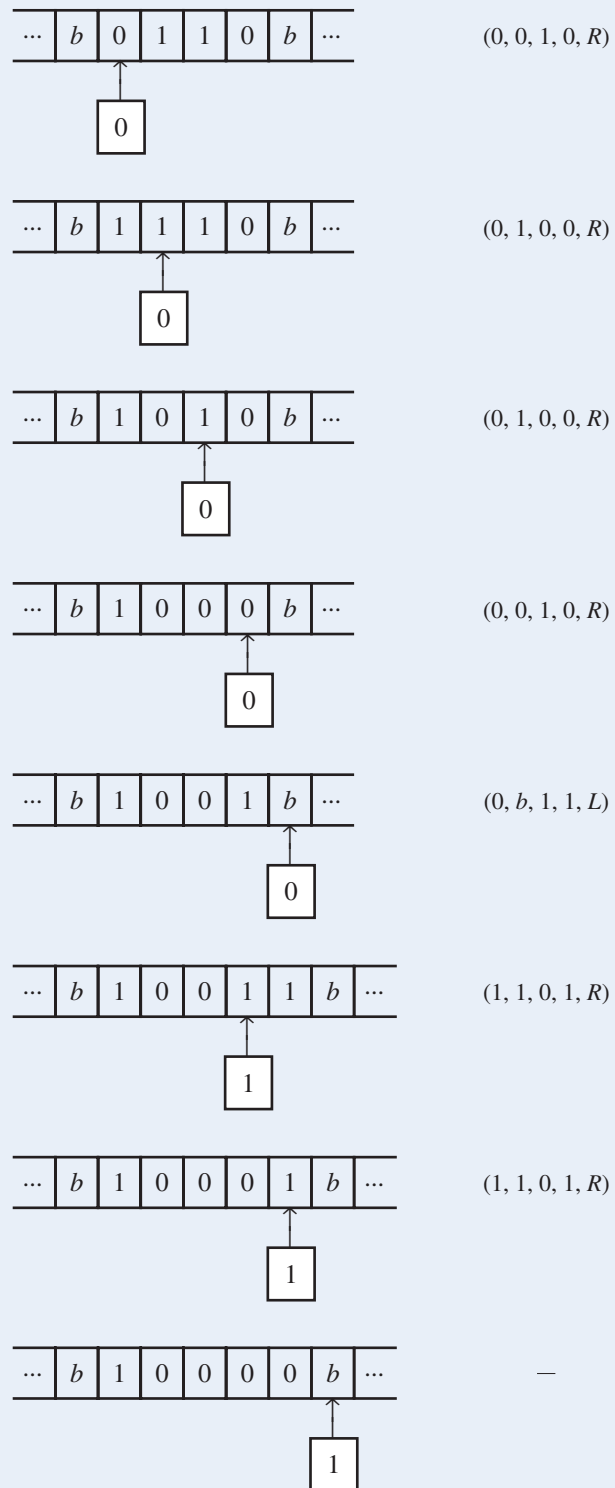 ... b 0 1 1 0 b ... (0, 0, 1, 0, R)
0
... b 1 1 1 0 b ... (0, 1, 0, 0, R)
0
... b 1 0 1 0 b ... (0, 1, 0, 0, R)
0
... b 1 0 0 0 b ... (0, 0, 1, 0, R)
0
... b 1 0 0 1 b ... (0, b, 1, 1, L)
0
... b 1 0 0 1 1 b ... (1, 1, 0, 1, R)
1
... b 1 0 0 0 1 b ... (1, 1, 0, 1, R)
1
... b 1 0 0 0 0 b ... —
1